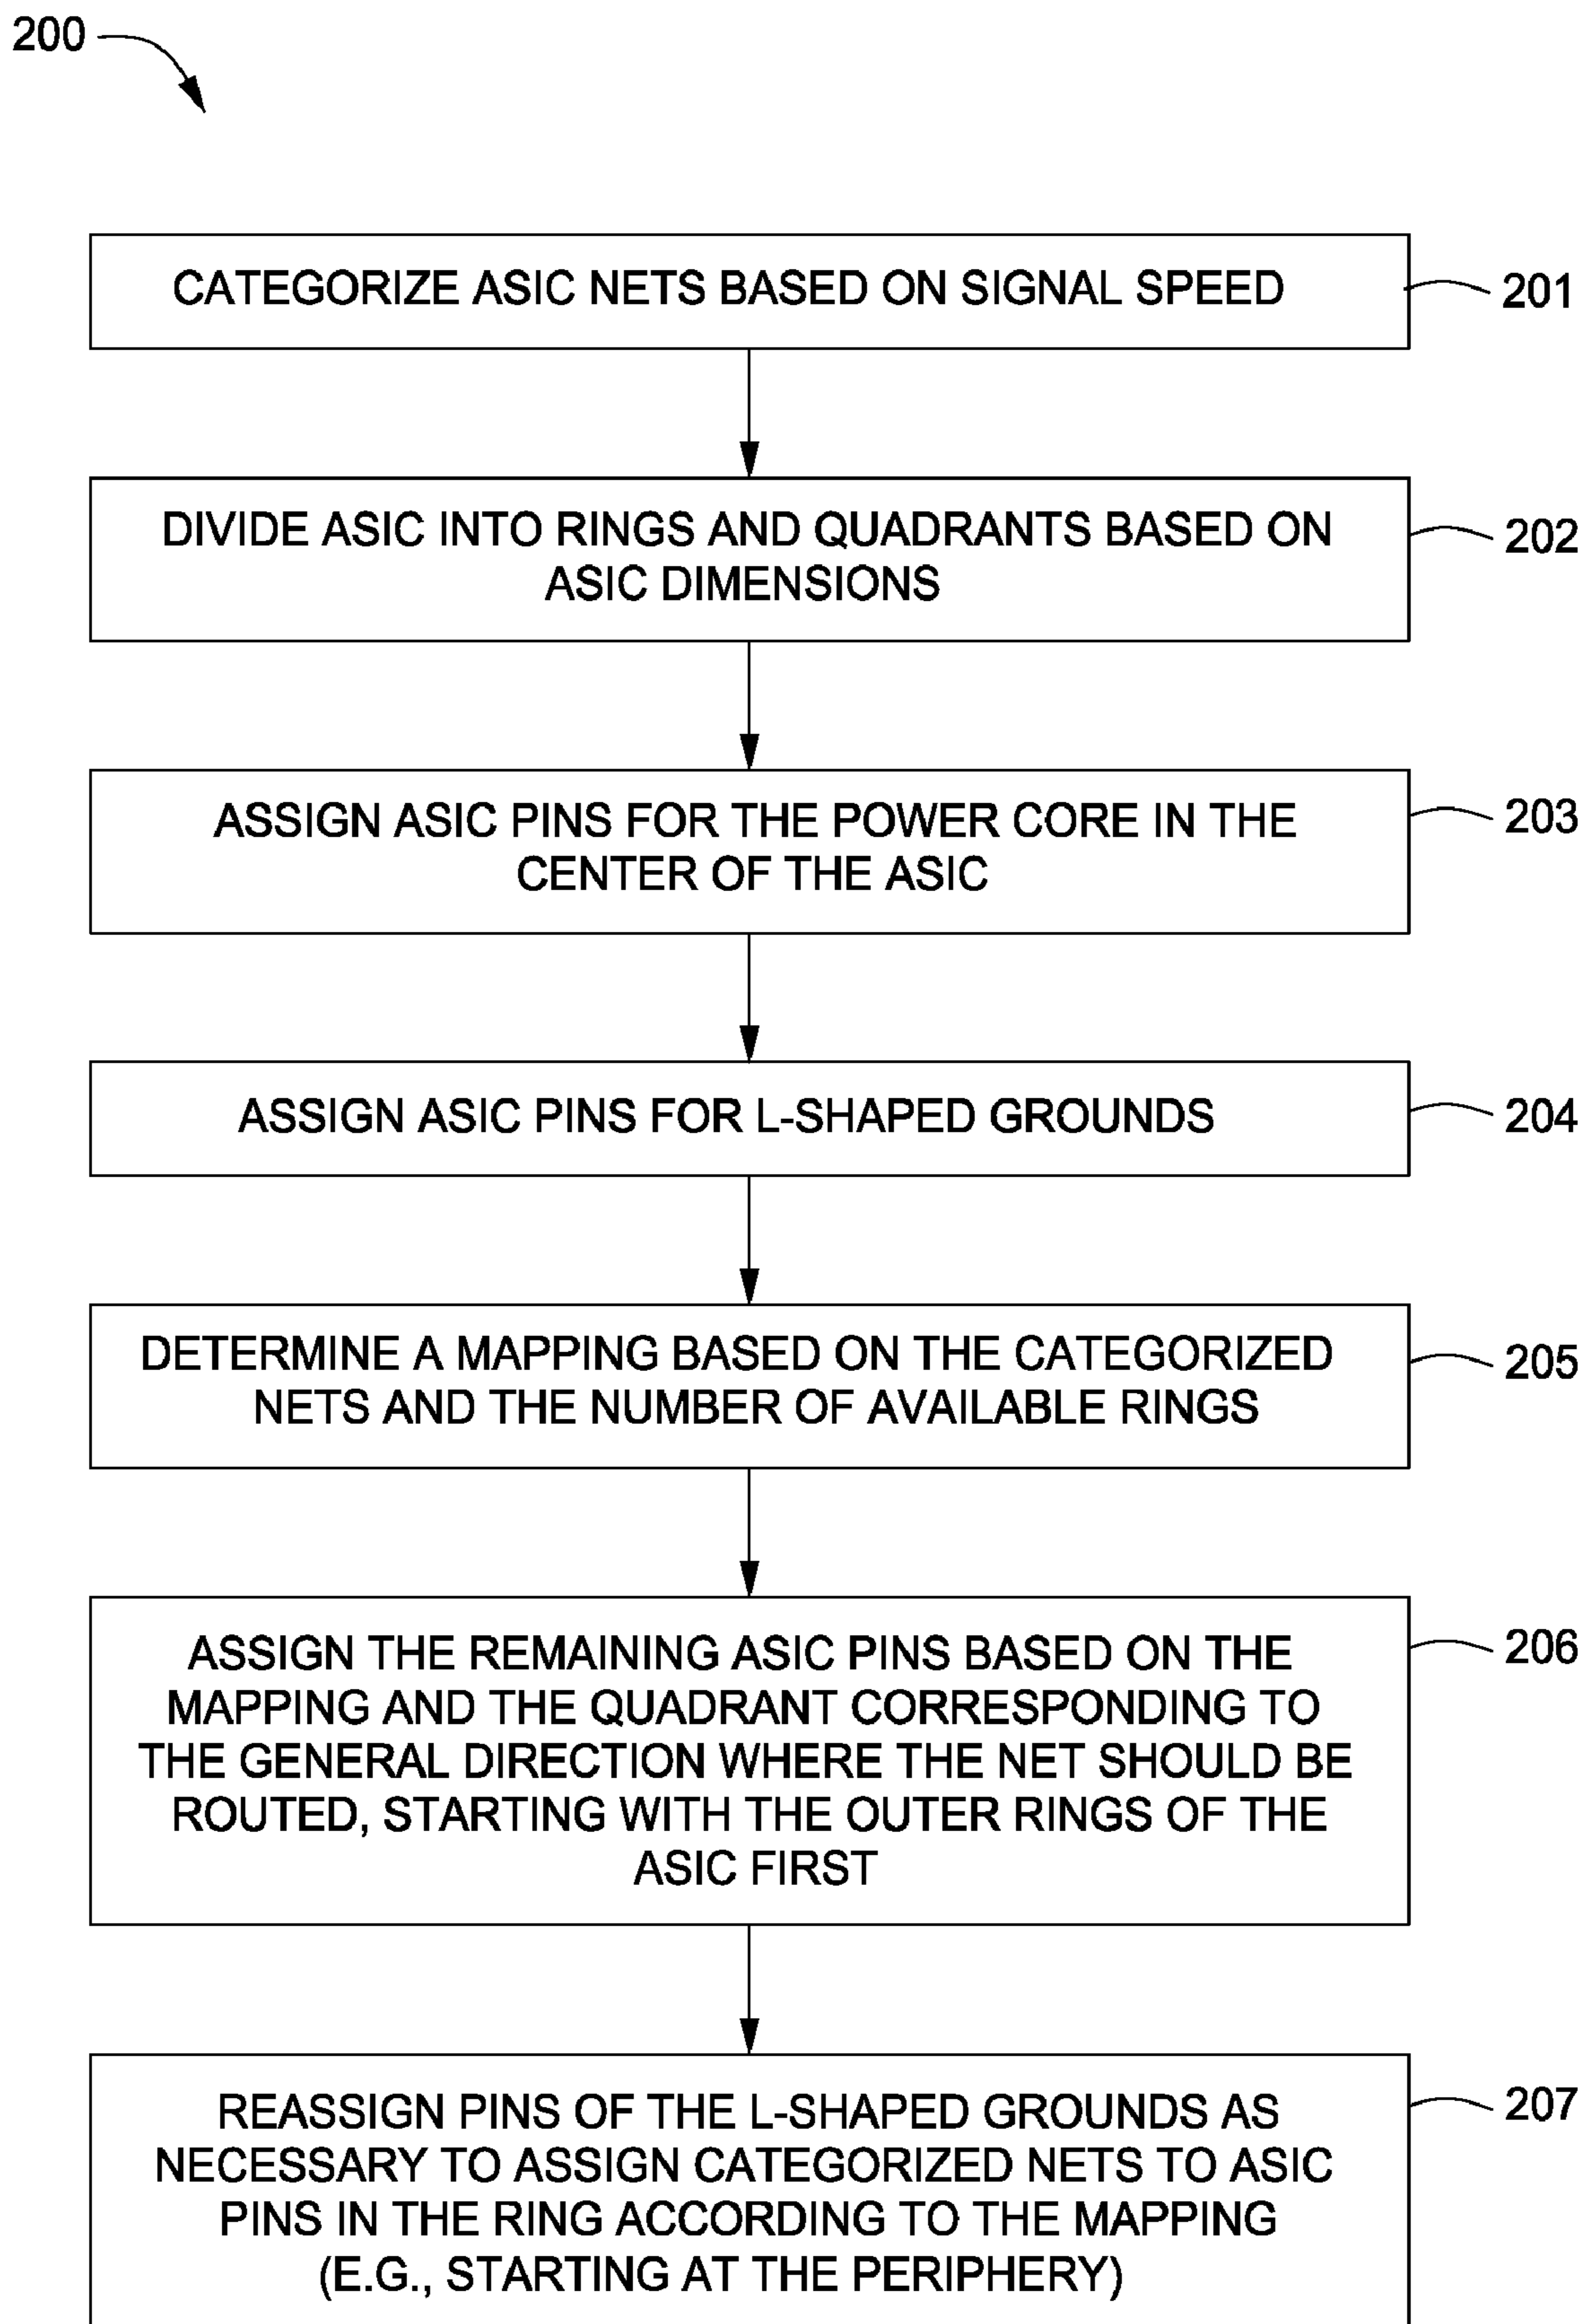 200
CATEGORIZE ASIC NETS BASED ON SIGNAL SPEED
201
DIVIDE ASIC INTO RINGS AND QUADRANTS BASED ON
ASIC DIMENSIONS
202
ASSIGN ASIC PINS FOR THE POWER CORE IN THE
CENTER OF THE ASIC
203
ASSIGN ASIC PINS FOR L-SHAPED GROUNDS
204
DETERMINE A MAPPING BASED ON THE CATEGORIZED
NETS AND THE NUMBER OF AVAILABLE RINGS
205
ASSIGN THE REMAINING ASIC PINS BASED ON THE
MAPPING AND THE QUADRANT CORRESPONDING TO
THE GENERAL DIRECTION WHERE THE NET SHOULD BE
ROUTED, STARTING WITH THE OUTER RINGS OF THE
ASIC FIRST
206
REASSIGN PINS OF THE L-SHAPED GROUNDS AS
NECESSARY TO ASSIGN CATEGORIZED NETS TO ASIC
PINS IN THE RING ACCORDING TO THE MAPPING
(E.G., STARTING AT THE PERIPHERY)
207